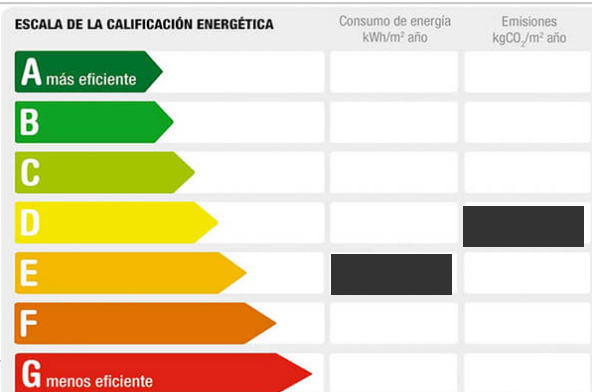 ESCALA DE LA CALIFICACIÓN ENERGÉTICA
Consumo de energía
kWh/m² año
Emisiones
kgCO₂/m² año
A más eficiente
B
C
D
E
F
G menos eficiente